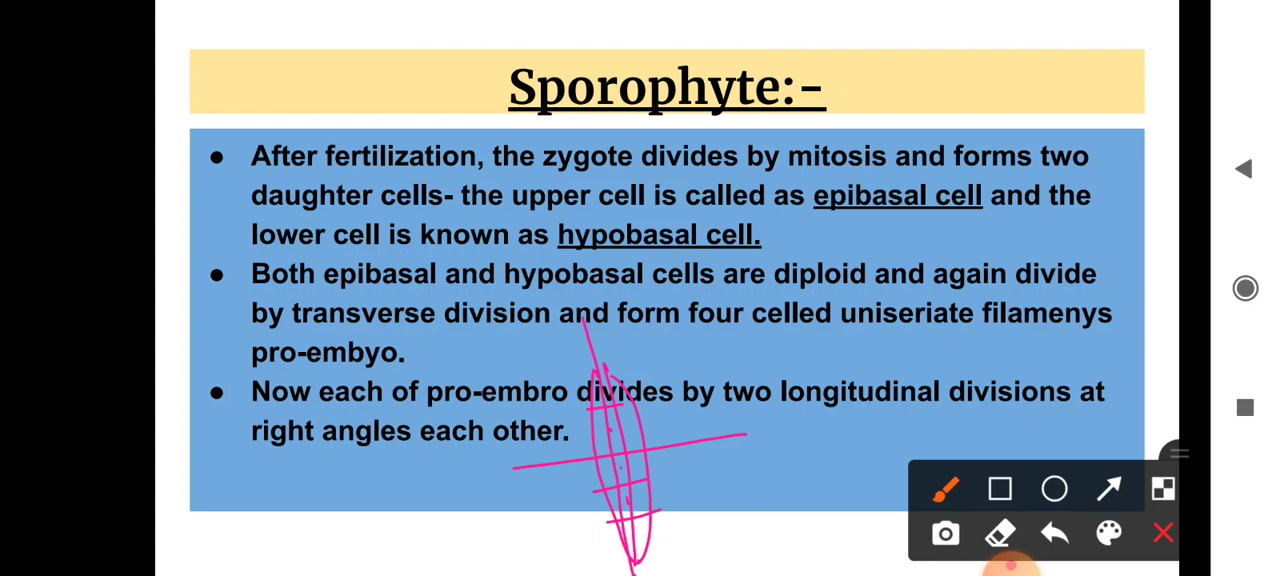 Sporophyte:-
● After fertilization, the zygote divides by mitosis and forms two
daughter cells- the upper cell is called as epibasal cell and the
lower cell is known as hypobasal cell.
● Both epibasal and hypobasal cells are diploid and again divide
by transverse division and form four celled uniseriate filamenys
pro-embyo.
● Now each of pro-embro divides by two longitudinal divisions at
right angles each other.